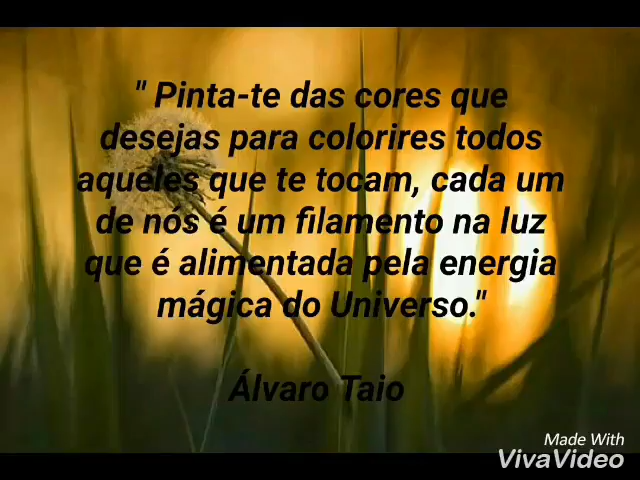 " Pinta-te das cores que
desejas para colorires todos
aqueles que te tocam, cada um
de nós é um filamento na luz
que é alimentada pela energia
mágica do Universo."
Álvaro Taio
Made With
VivaVideo